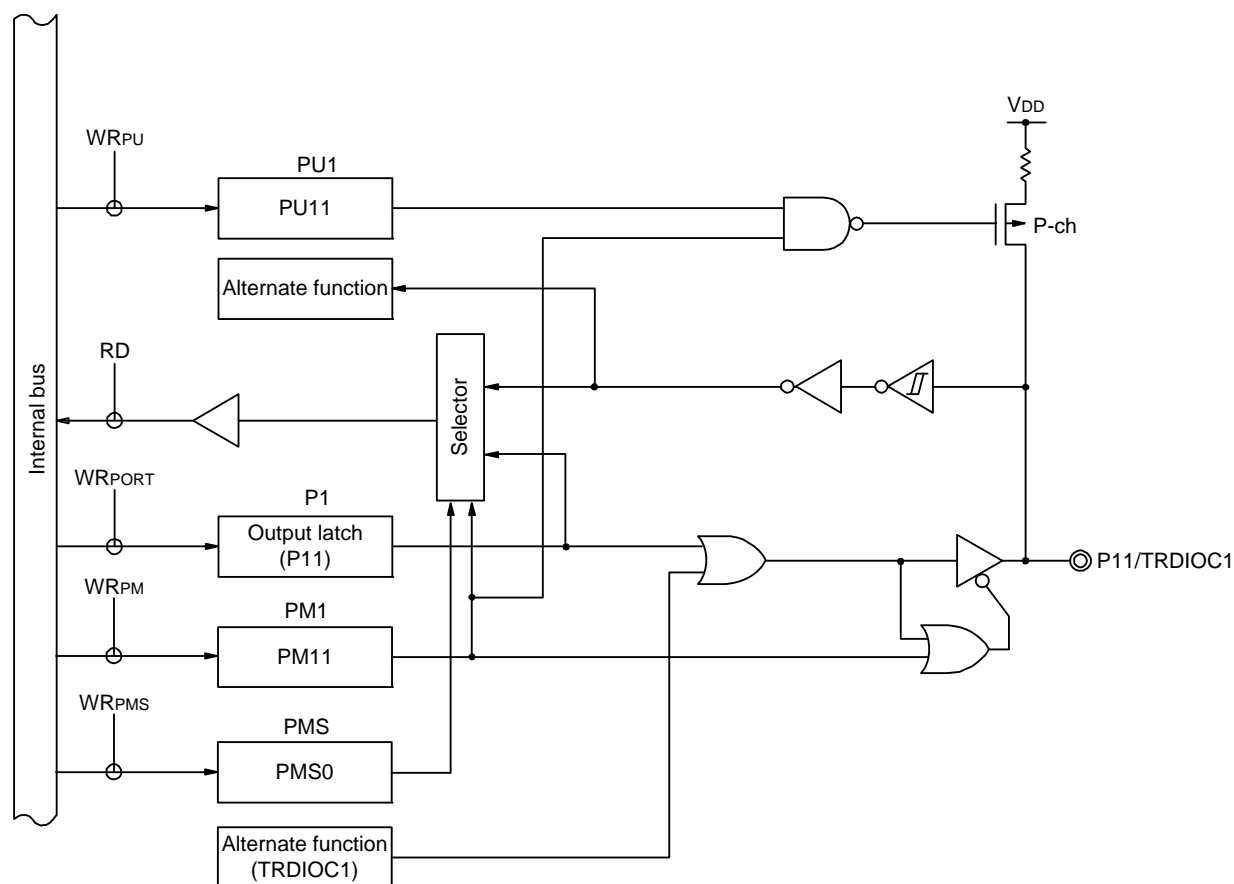 VDD
WRPU
PU1
PU11
P-ch
Alternate function
RD
Selector
Internal bus
WRPORT
P1
Output latch
(P11)
P11/TRDIOC1
WRPM
PM1
PM11
WRPMS
PMS
PMS0
Alternate function
(TRDIOC1)